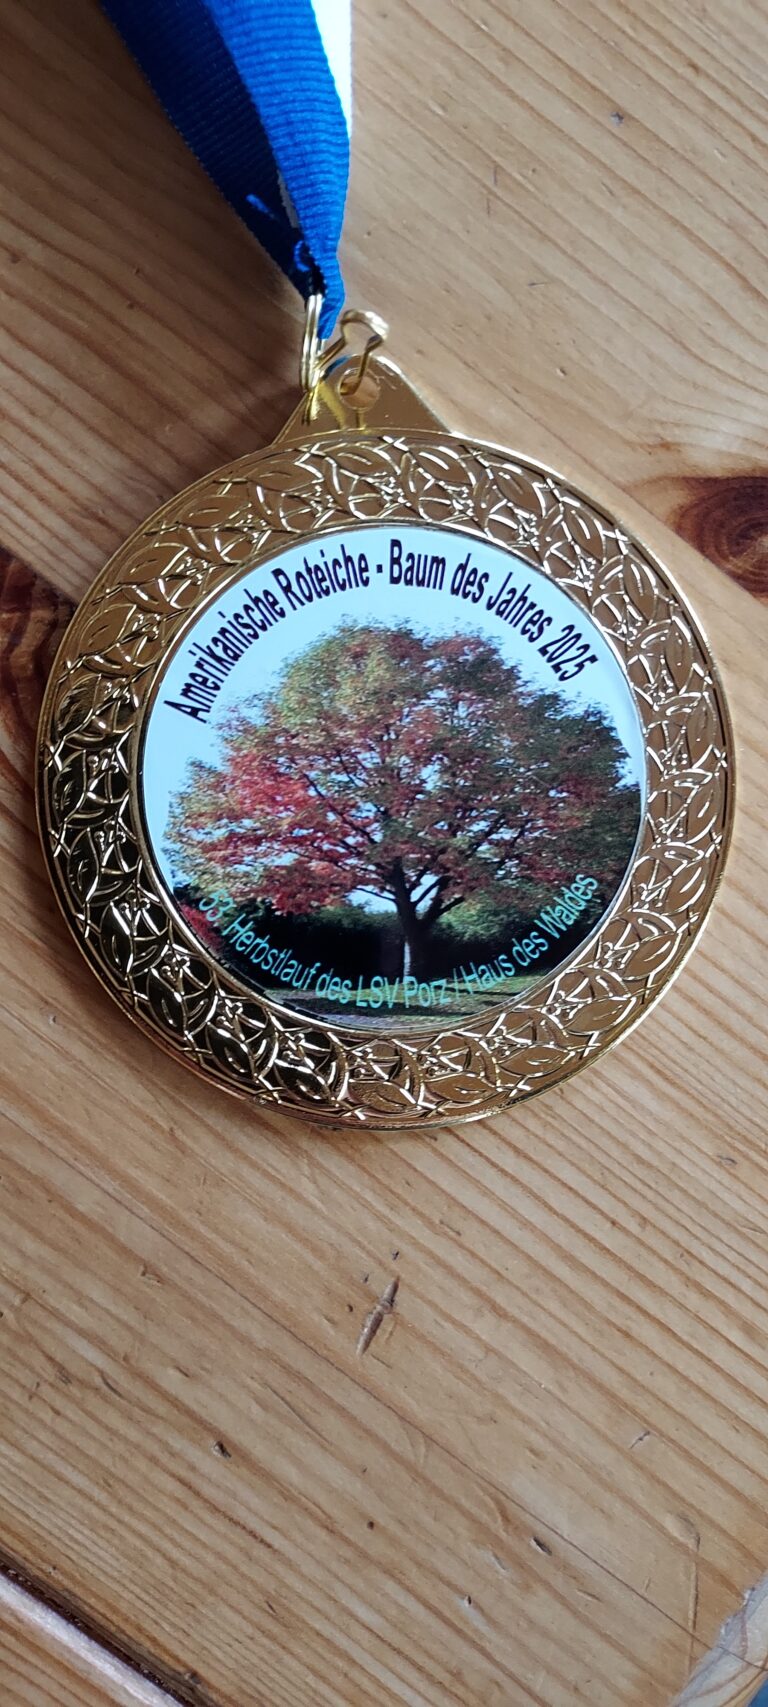 Amerikanische Roteiche - Baum des Jahres 2025
53. Herbstlauf des LSV Porz / Haus des Waldes